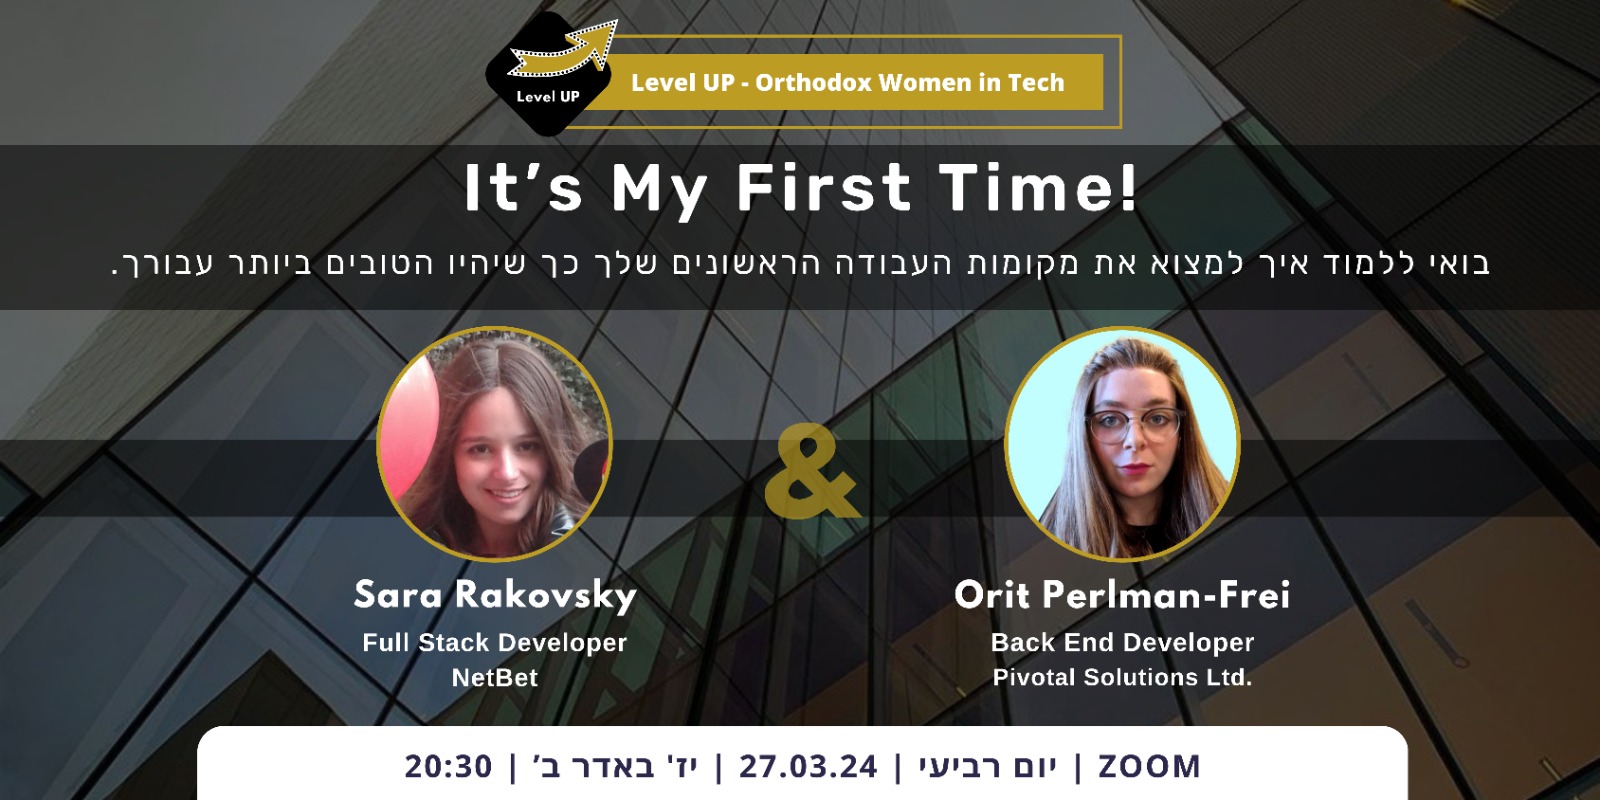 Level UP
Level UP - Orthodox Women in Tech
It's My First Time!
בואי ללמוד איך למצוא את מקומות העבודה הראשונים שלך כך שיהיו הטובים ביותר עבורך.
&
Sara Rakovsky
Full Stack Developer
NetBet
Orit Perlman-Frei
Back End Developer
Pivotal Solutions Ltd.
ZOOM | יום רביעי | 27.03.24 | יז' באדר ב' | 20:30